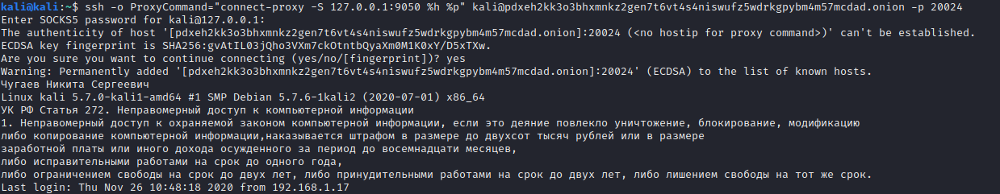 kali@kali:~$ ssh -o ProxyCommand="connect-proxy -S 127.0.0.1:9050 %h %p" kali@pdxeh2kk3o3bhxmnkz2gen7t6vt4s4niswufz5wdrkgpybm4m57mcdad.onion -p 20024
Enter SOCKS5 password for kali@127.0.0.1:
The authenticity of host '[pdxeh2kk3o3bhxmnkz2gen7t6vt4s4niswufz5wdrkgpybm4m57mcdad.onion]:20024 (<no hostip for proxy command>)' can't be established.
ECDSA key fingerprint is SHA256:gvAtIL03jQho3VXm7ckOtntbQyaXm0M1K0xY/D5xTXw.
Are you sure you want to continue connecting (yes/no/[fingerprint])? yes
Warning: Permanently added '[pdxeh2kk3o3bhxmnkz2gen7t6vt4s4niswufz5wdrkgpybm4m57mcdad.onion]:20024' (ECDSA) to the list of known hosts.
Чугаев Никита Сергеевич
Linux kali 5.7.0-kali1-amd64 #1 SMP Debian 5.7.6-1kali2 (2020-07-01) x86_64
УК РФ Статья 272. Неправомерный доступ к компьютерной информации
1. Неправомерный доступ к охраняемой законом компьютерной информации, если это деяние повлекло уничтожение, блокирование, модификацию
либо копирование компьютерной информации,наказывается штрафом в размере до двухсот тысяч рублей или в размере
заработной платы или иного дохода осужденного за период до восемнадцати месяцев,
либо исправительными работами на срок до одного года,
либо ограничением свободы на срок до двух лет, либо принудительными работами на срок до двух лет, либо лишением свободы на тот же срок.
Last login: Thu Nov 26 10:48:18 2020 from 192.168.1.17